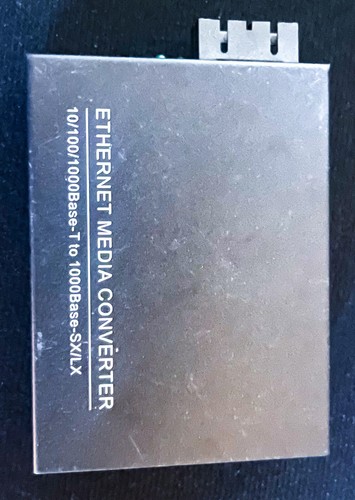 ETHERNET MEDIA CONVERTER
10/100/1000Base-T to 1000Base-SX/LX